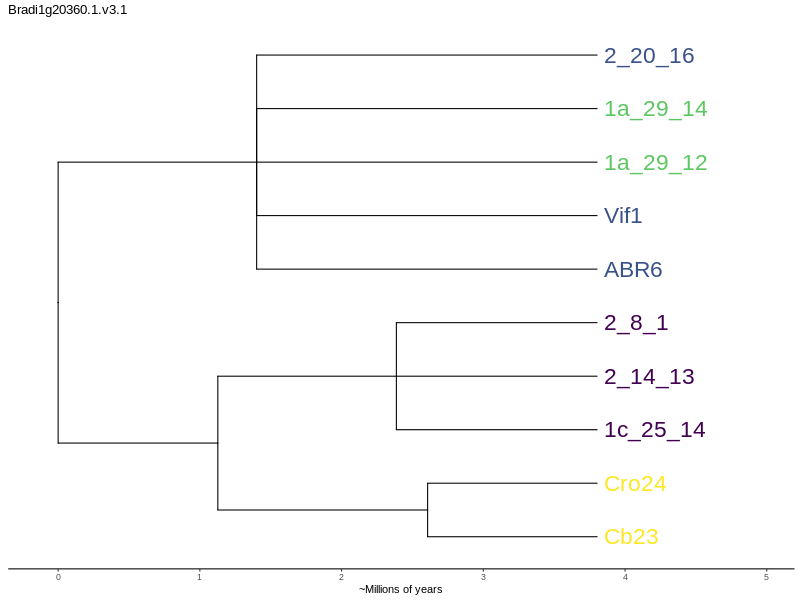 Bradi1g20360.1.v3.1
2_20_16
1a_29_14
1a_29_12
Vif1
ABR6
2_8_1
2_14_13
1c_25_14
Cro24
Cb23
0 1 2 3 4 5
~Millions of years